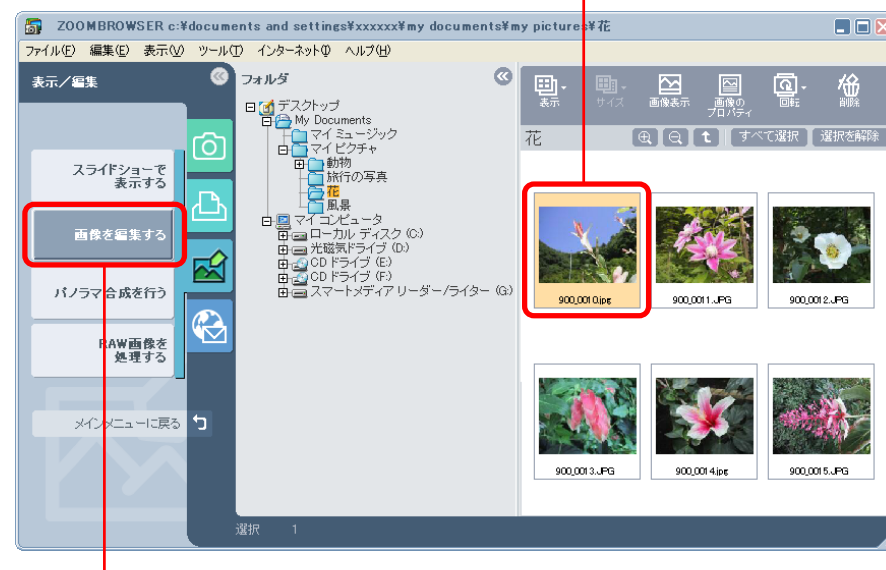 ZOOMBROWSER c:¥documents and settings¥xxxxxx¥my documents¥my pictures¥花
ファイル(F) 編集(E) 表示(V) ツール(T) インターネット(I) ヘルプ(H)
表示/編集
スライドショーで
表示する
画像を編集する
パノラマ合成を行う
RAW画像を
処理する
メインメニューに戻る
フォルダ
デスクトップ
My Documents
マイ ミュージック
マイ ピクチャ
動物
旅行の写真
花
風景
マイ コンピュータ
ローカル ディスク (C:)
光磁気ドライブ (D:)
CD ドライブ (E:)
CD ドライブ (F:)
スマートメディア リーダー/ライター (G:)
表示 サイズ 画像表示 画像の
プロパティ 回転 削除
花 すべて選択 選択を解除
900_0010.jpg 900_0011.JPG 900_0012.JPG
900_0013.JPG 900_0014.jpg 900_0015.JPG
選択 1